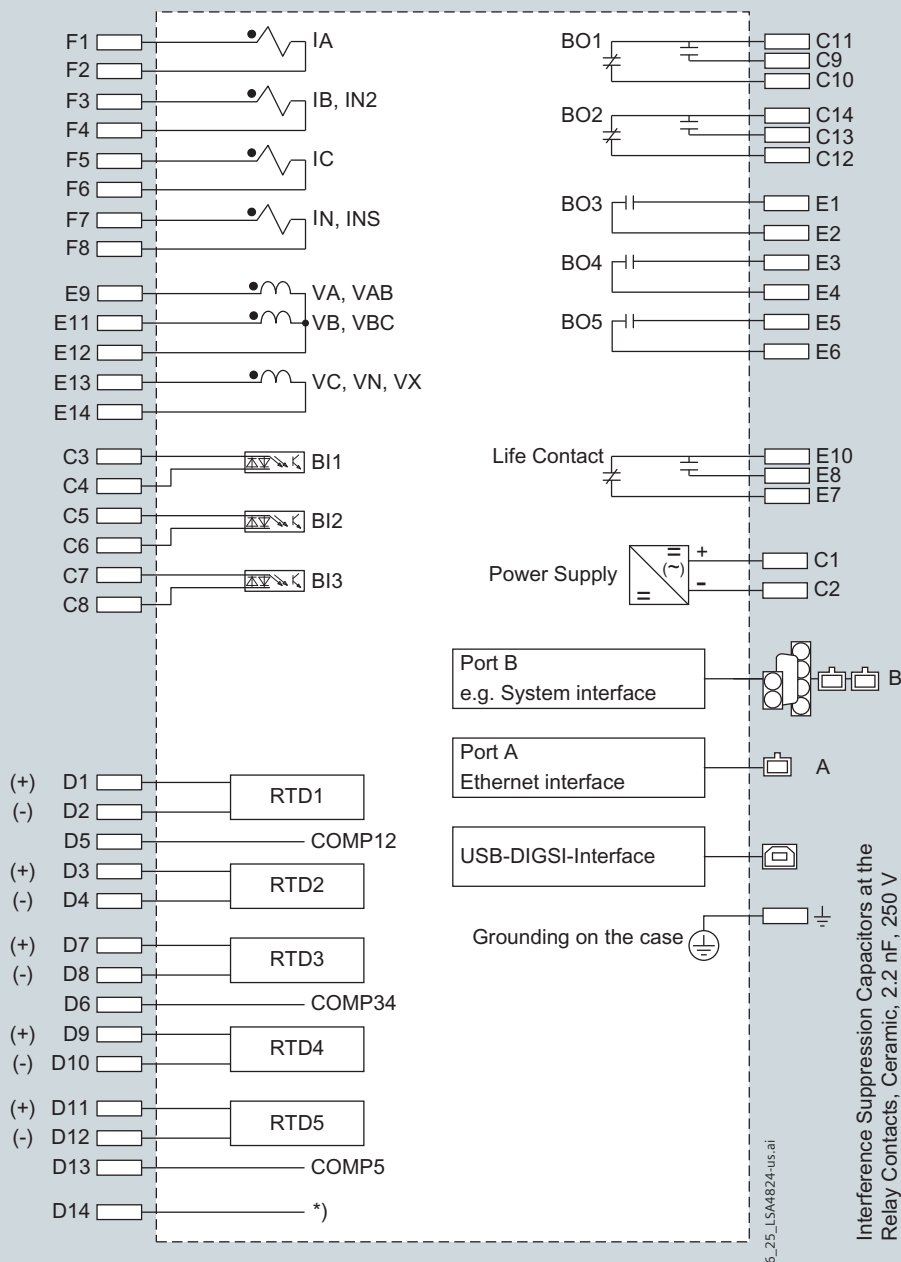 F1
IA
F2
F3
IB, IN2
F4
F5
IC
F6
F7
IN, INS
F8
E9
VA, VAB
E11
VB, VBC
E12
E13
VC, VN, VX
E14
C3
BI1
C4
C5
BI2
C6
C7
BI3
C8
(+) D1
RTD1
(-) D2
D5
COMP12
(+) D3
RTD2
(-) D4
(+) D7
RTD3
(-) D8
D6
COMP34
(+) D9
RTD4
(-) D10
(+) D11
RTD5
(-) D12
D13
COMP5
D14
*)
BO1
C11
C9
C10
BO2
C14
C13
C12
BO3
E1
E2
BO4
E3
E4
BO5
E5
E6
Life Contact
E10
E8
E7
Power Supply
=
(~)
=
+
-
C1
C2
Port B
e.g. System interface
B
Port A
Ethernet interface
A
USB-DIGSI-Interface
Grounding on the case
Interference Suppression Capacitors at the
Relay Contacts, Ceramic, 2.2 nF, 250 V
6_25_LSA4824-us.ai